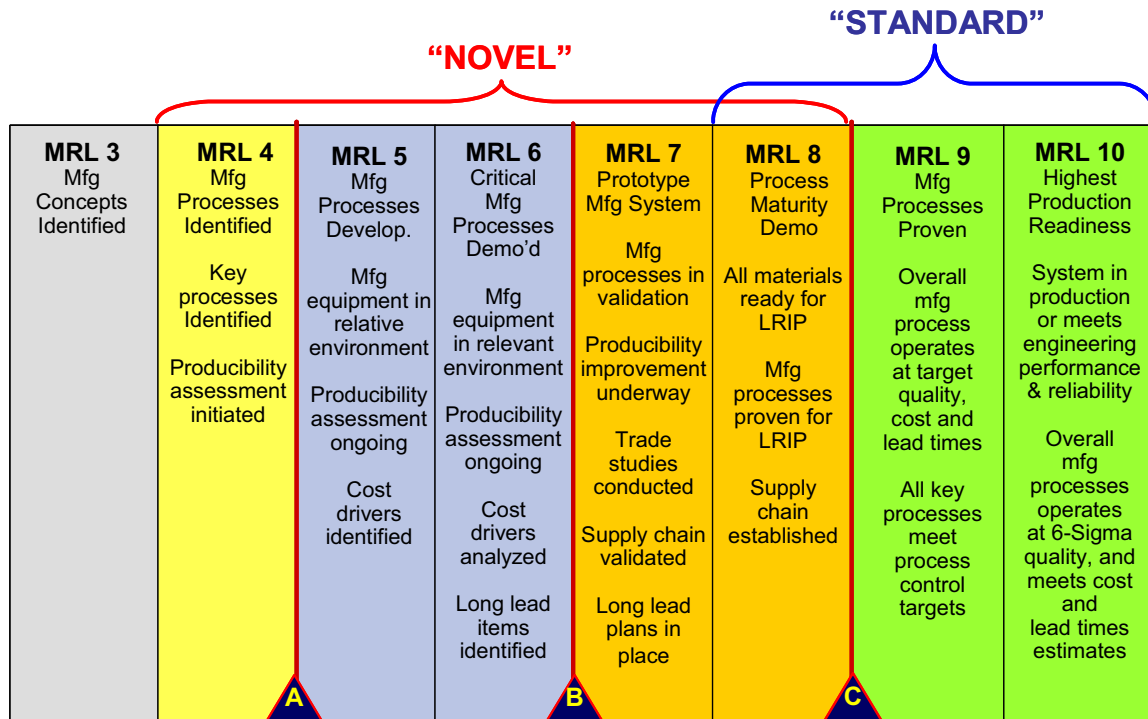 “STANDARD”
“NOVEL”
MRL 3
Mfg
Concepts
Identified
MRL 4
Mfg
Processes
Identified
Key
processes
Identified
Producibility
assessment
initiated
MRL 5
Mfg
Processes
Develop.
Mfg
equipment in
relative
environment
Producibility
assessment
ongoing
Cost
drivers
identified
MRL 6
Critical
Mfg
Processes
Demo’d
Mfg
equipment
in relevant
environment
Producibility
assessment
ongoing
Cost
drivers
analyzed
Long lead
items
identified
MRL 7
Prototype
Mfg System
Mfg
processes in
validation
Producibility
improvement
underway
Trade
studies
conducted
Supply chain
validated
Long lead
plans in
place
MRL 8
Process
Maturity
Demo
All materials
ready for
LRIP
Mfg
processes
proven for
LRIP
Supply
chain
established
MRL 9
Mfg
Processes
Proven
Overall
mfg
process
operates
at target
quality,
cost and
lead times
All key
processes
meet
process
control
targets
MRL 10
Highest
Production
Readiness
System in
production
or meets
engineering
performance
& reliability
Overall
mfg
processes
operates
at 6-Sigma
quality, and
meets cost
and
lead times
estimates
A
B
C